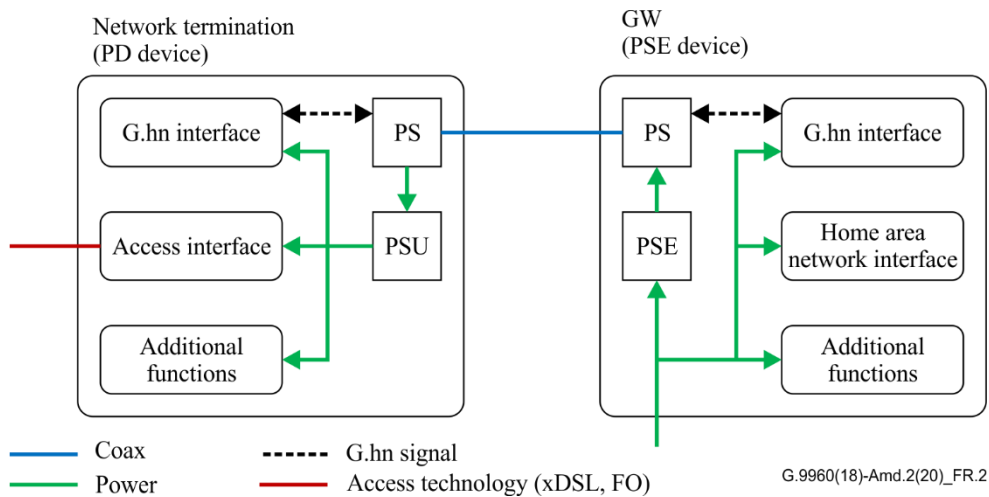 Network termination
(PD device)
GW
(PSE device)
G.hn interface
PS
PS
G.hn interface
Access interface
PSU
PSE
Home area
network interface
Additional
functions
Additional
functions
Coax
G.hn signal
Power
Access technology (xDSL, FO)
G.9960(18)-Amd.2(20)_FR.2